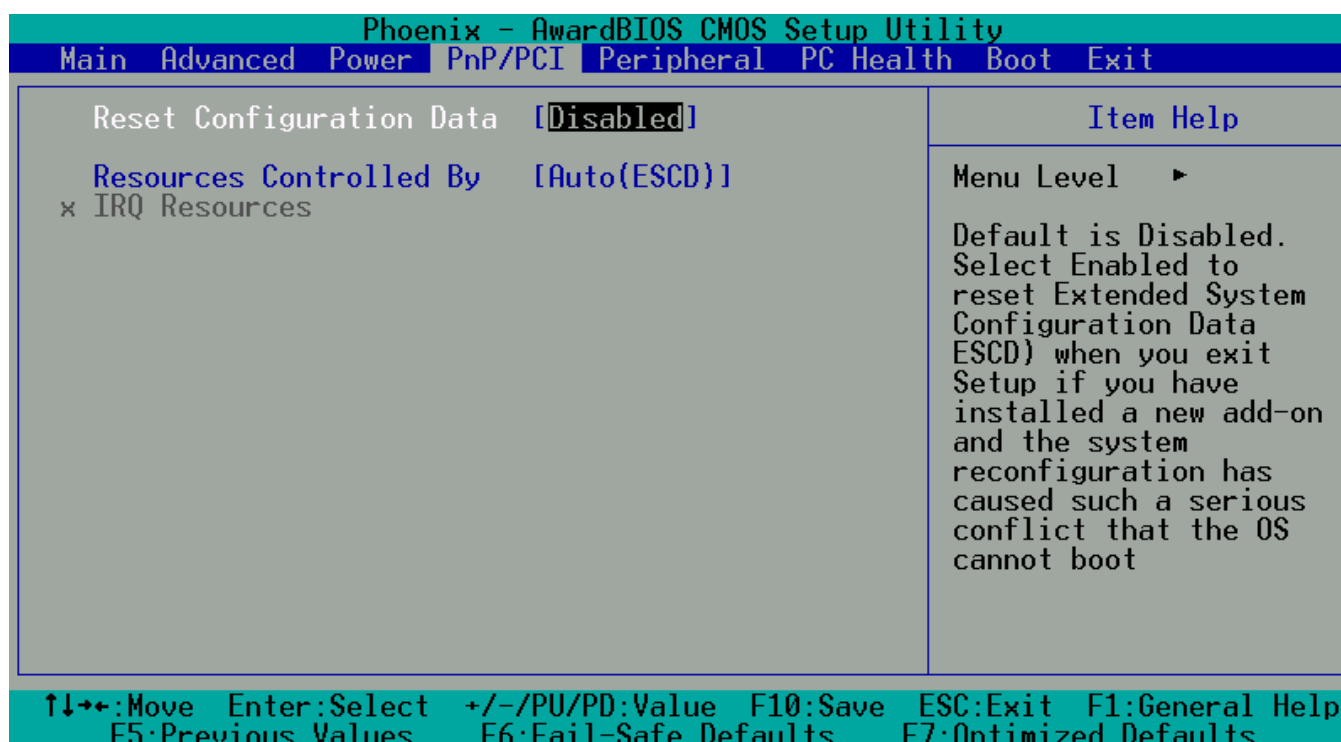 Phoenix - AwardBIOS CMOS Setup Utility
Main Advanced Power PnP/PCI Peripheral PC Health Boot Exit
Reset Configuration Data [Disabled]
Resources Controlled By [Auto(ESCD)]
x IRQ Resources
Item Help
Menu Level ►
Default is Disabled.
Select Enabled to
reset Extended System
Configuration Data
ESCD) when you exit
Setup if you have
installed a new add-on
and the system
reconfiguration has
caused such a serious
conflict that the OS
cannot boot
↑↓→←:Move Enter:Select +/-/PU/PD:Value F10:Save ESC:Exit F1:General Help
F5:Previous Values F6:Fail-Safe Defaults F7:Optimized Defaults